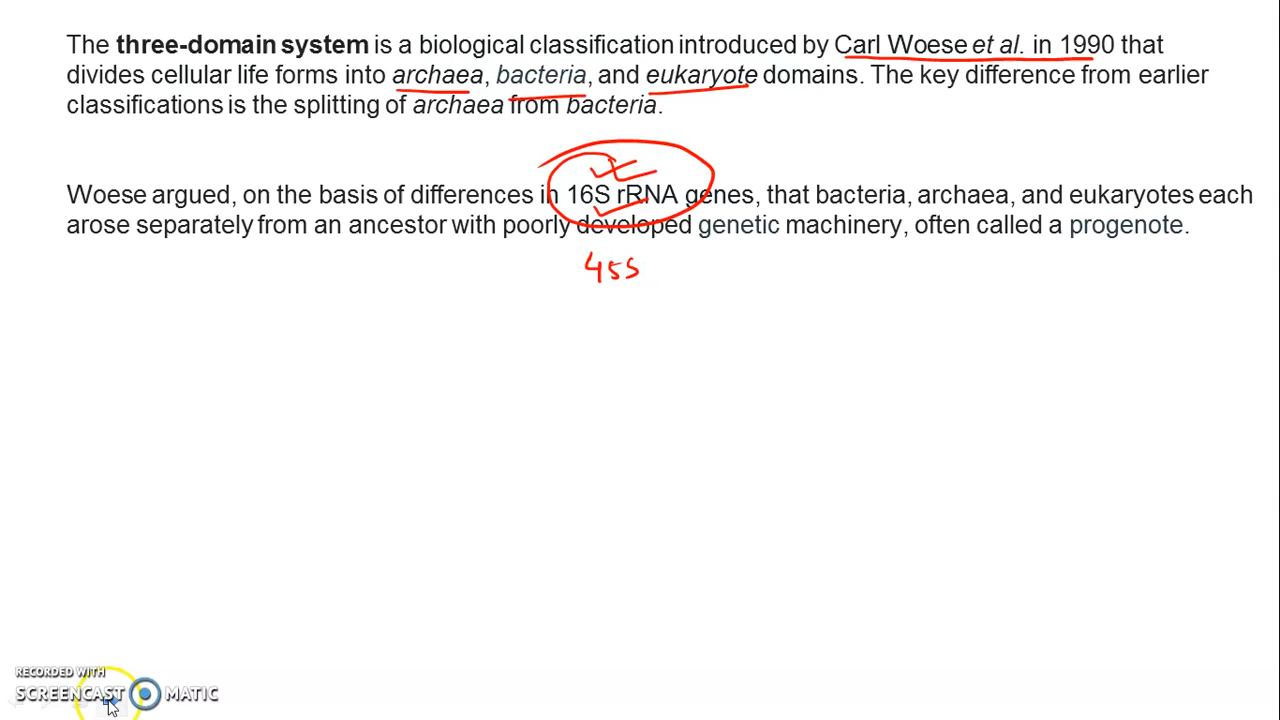 The three-domain system is a biological classification introduced by Carl Woese et al. in 1990 that
divides cellular life forms into archaea, bacteria, and eukaryote domains. The key difference from earlier
classifications is the splitting of archaea from bacteria.
Woese argued, on the basis of differences in 16S rRNA genes, that bacteria, archaea, and eukaryotes each
arose separately from an ancestor with poorly developed genetic machinery, often called a progenote.
45S
RECORDED WITH
SCREENCAST MATIC